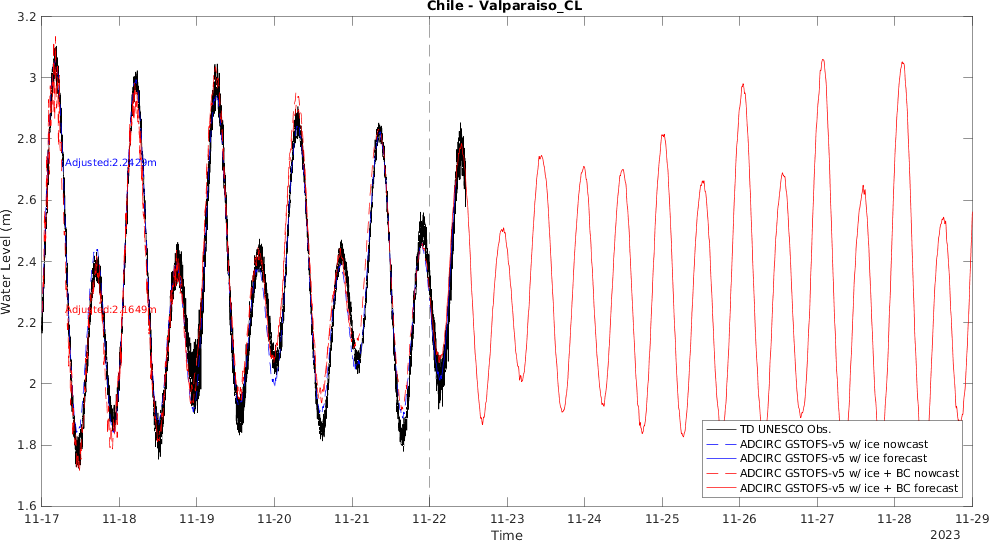 Chile - Valparaiso_CL
3.2
3
2.8
2.6
2.4
2.2
2
1.8
1.6
Water Level (m)
Adjusted:2.2429m
Adjusted:2.1649m
TD UNESCO Obs.
ADCIRC GSTOFS-v5 w/ ice nowcast
ADCIRC GSTOFS-v5 w/ ice forecast
ADCIRC GSTOFS-v5 w/ ice + BC nowcast
ADCIRC GSTOFS-v5 w/ ice + BC forecast
11-17 11-18 11-19 11-20 11-21 11-22 11-23 11-24 11-25 11-26 11-27 11-28 11-29
Time
2023